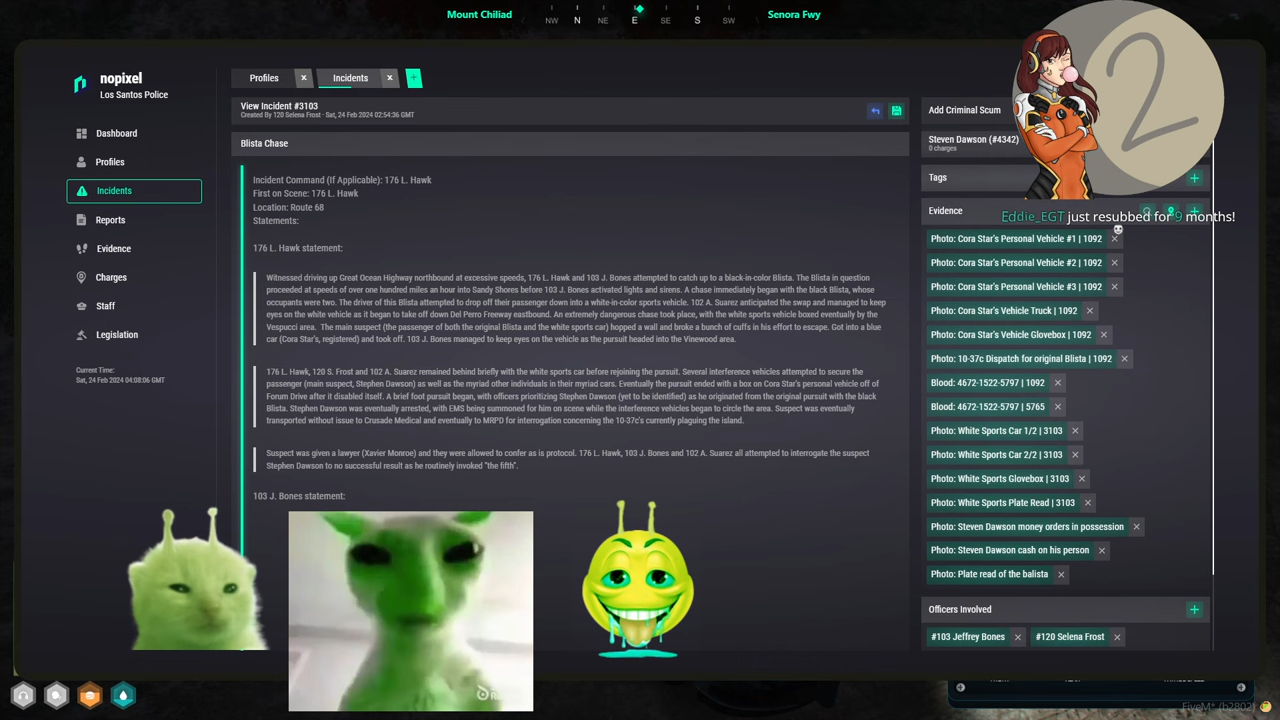 Mount Chiliad
NW N NE E SE S SW
Senora Fwy
nopixel
Los Santos Police
Dashboard
Profiles
Incidents
Reports
Evidence
Charges
Staff
Legislation
Current Time:
Sat, 24 Feb 2024 04:08:06 GMT
Profiles x
Incidents x
+
View Incident #3103
Created By 120 Selena Frost · Sat, 24 Feb 2024 02:54:36 GMT
Blista Chase
Incident Command (If Applicable): 176 L. Hawk
First on Scene: 176 L. Hawk
Location: Route 68
Statements:
176 L. Hawk statement:
Witnessed driving up Great Ocean Highway northbound at excessive speeds, 176 L. Hawk and 103 J. Bones attempted to catch up to a black-in-color Blista. The Blista in question
proceeded at speeds of over one hundred miles an hour into Sandy Shores before 103 J. Bones activated lights and sirens. A chase immediately began with the black Blista, whose
occupants were two. The driver of this Blista attempted to drop off their passenger down into a white-in-color sports vehicle. 102 A. Suarez anticipated the swap and managed to keep
eyes on the white vehicle as it began to take off down Del Perro Freeway eastbound. An extremely dangerous chase took place, with the white sports vehicle boxed eventually by the
Vespucci area. The main suspect (the passenger of both the original Blista and the white sports car) hopped a wall and broke a bunch of cuffs in his effort to escape. Got into a blue
car (Cora Star's, registered) and took off. 103 J. Bones managed to keep eyes on the vehicle as the pursuit headed into the Vinewood area.
176 L. Hawk, 120 S. Frost and 102 A. Suarez remained behind briefly with the white sports car before rejoining the pursuit. Several interference vehicles attempted to secure the
passenger (main suspect, Stephen Dawson) as well as the myriad other individuals in their myriad cars. Eventually the pursuit ended with a box on Cora Star's personal vehicle off of
Forum Drive after it disabled itself. A brief foot pursuit began, with officers prioritizing Stephen Dawson (yet to be identified) as he originated from the original pursuit with the black
Blista. Stephen Dawson was eventually arrested, with EMS being summoned for him on scene while the interference vehicles began to circle the area. Suspect was eventually
transported without issue to Crusade Medical and eventually to MRPD for interrogation concerning the 10-37c's currently plaguing the island.
Suspect was given a lawyer (Xavier Monroe) and they were allowed to confer as is protocol. 176 L. Hawk, 103 J. Bones and 102 A. Suarez all attempted to interrogate the suspect
Stephen Dawson to no successful result as he routinely invoked "the fifth".
103 J. Bones statement:
Add Criminal Scum
Steven Dawson (#4342)
0 charges
Tags
+
Evidence
Eddie_EGT just resubbed for 9 months!
Photo: Cora Star's Personal Vehicle #1 | 1092 x
Photo: Cora Star's Personal Vehicle #2 | 1092 x
Photo: Cora Star's Personal Vehicle #3 | 1092 x
Photo: Cora Star's Vehicle Truck | 1092 x
Photo: Cora Star's Vehicle Glovebox | 1092 x
Photo: 10-37c Dispatch for original Blista | 1092 x
Blood: 4672-1522-5797 | 1092 x
Blood: 4672-1522-5797 | 5765 x
Photo: White Sports Car 1/2 | 3103 x
Photo: White Sports Car 2/2 | 3103 x
Photo: White Sports Glovebox | 3103 x
Photo: White Sports Plate Read | 3103 x
Photo: Steven Dawson money orders in possession x
Photo: Steven Dawson cash on his person x
Photo: Plate read of the balista x
Officers Involved
+
#103 Jeffrey Bones x
#120 Selena Frost x
2
FiveM* (b2802)